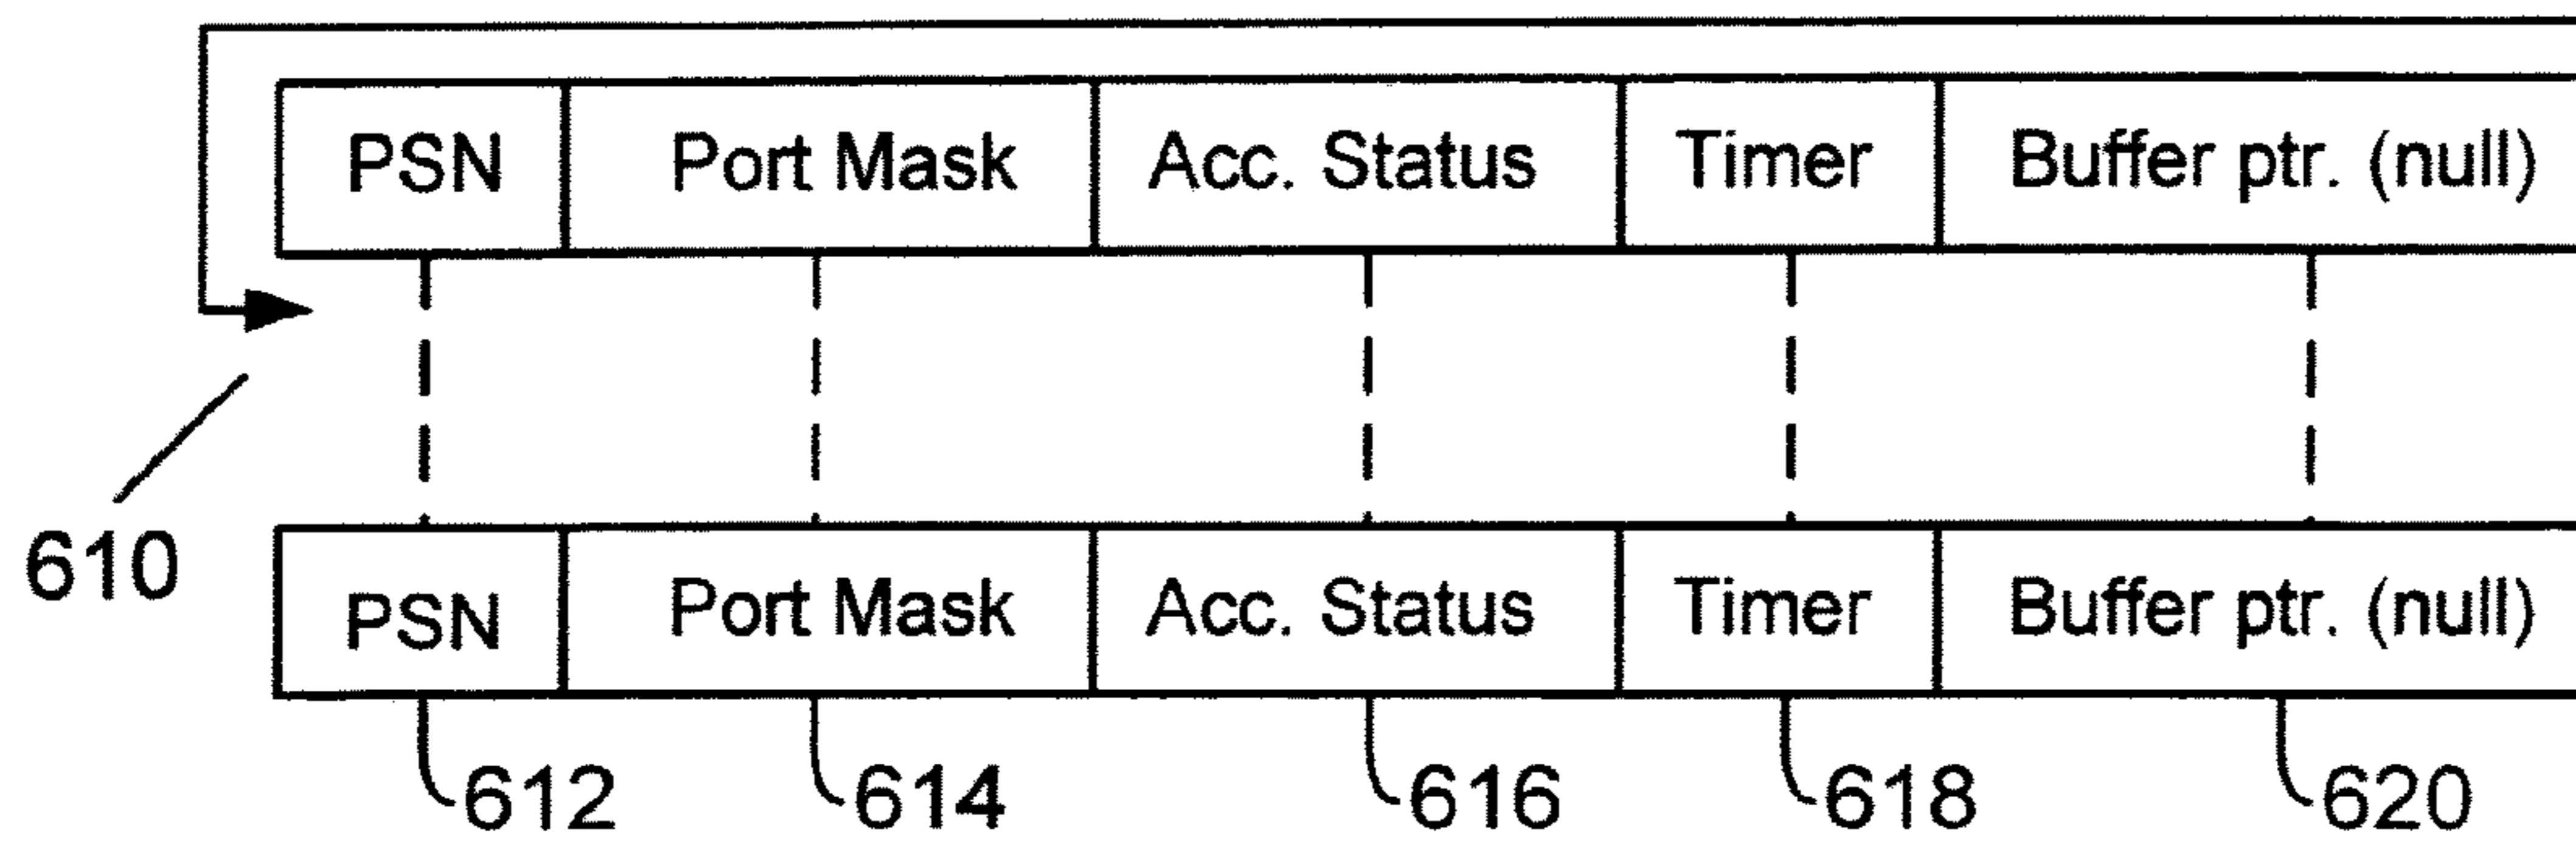 PSN Port Mask Acc. Status Timer Buffer ptr. (null)
610
PSN Port Mask Acc. Status Timer Buffer ptr. (null)
612 614 616 618 620